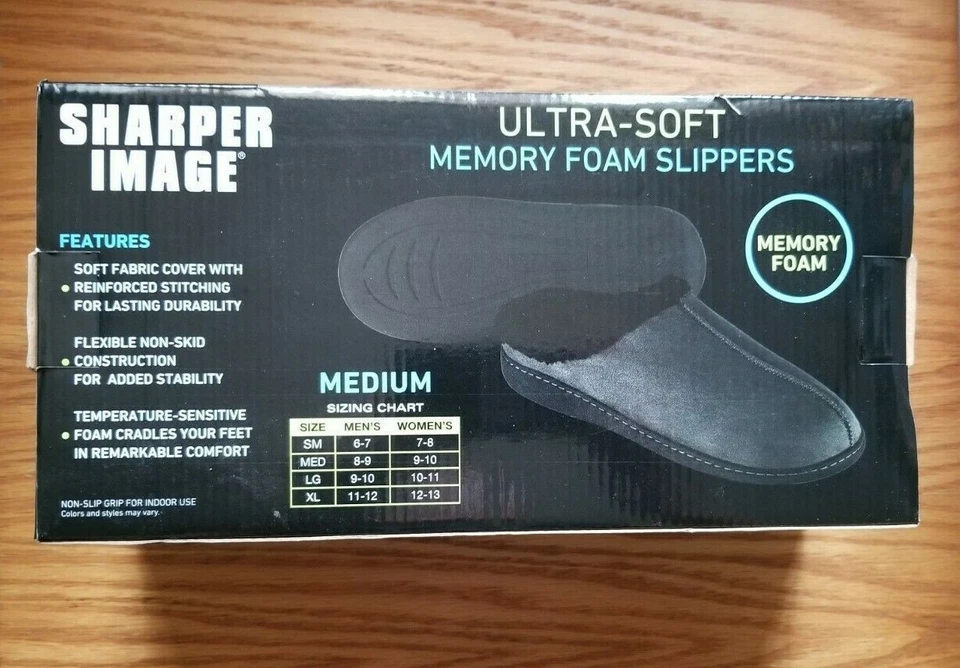 SHARPER
IMAGE®
ULTRA-SOFT
MEMORY FOAM SLIPPERS
MEMORY
FOAM
FEATURES
SOFT FABRIC COVER WITH
• REINFORCED STITCHING
FOR LASTING DURABILITY
FLEXIBLE NON-SKID
• CONSTRUCTION
FOR ADDED STABILITY
TEMPERATURE-SENSITIVE
• FOAM CRADLES YOUR FEET
IN REMARKABLE COMFORT
NON-SLIP GRIP FOR INDOOR USE
Colors and styles may vary.
MEDIUM
SIZING CHART
SIZE MEN'S WOMEN'S
SM 6-7 7-8
MED 8-9 9-10
LG 9-10 10-11
XL 11-12 12-13